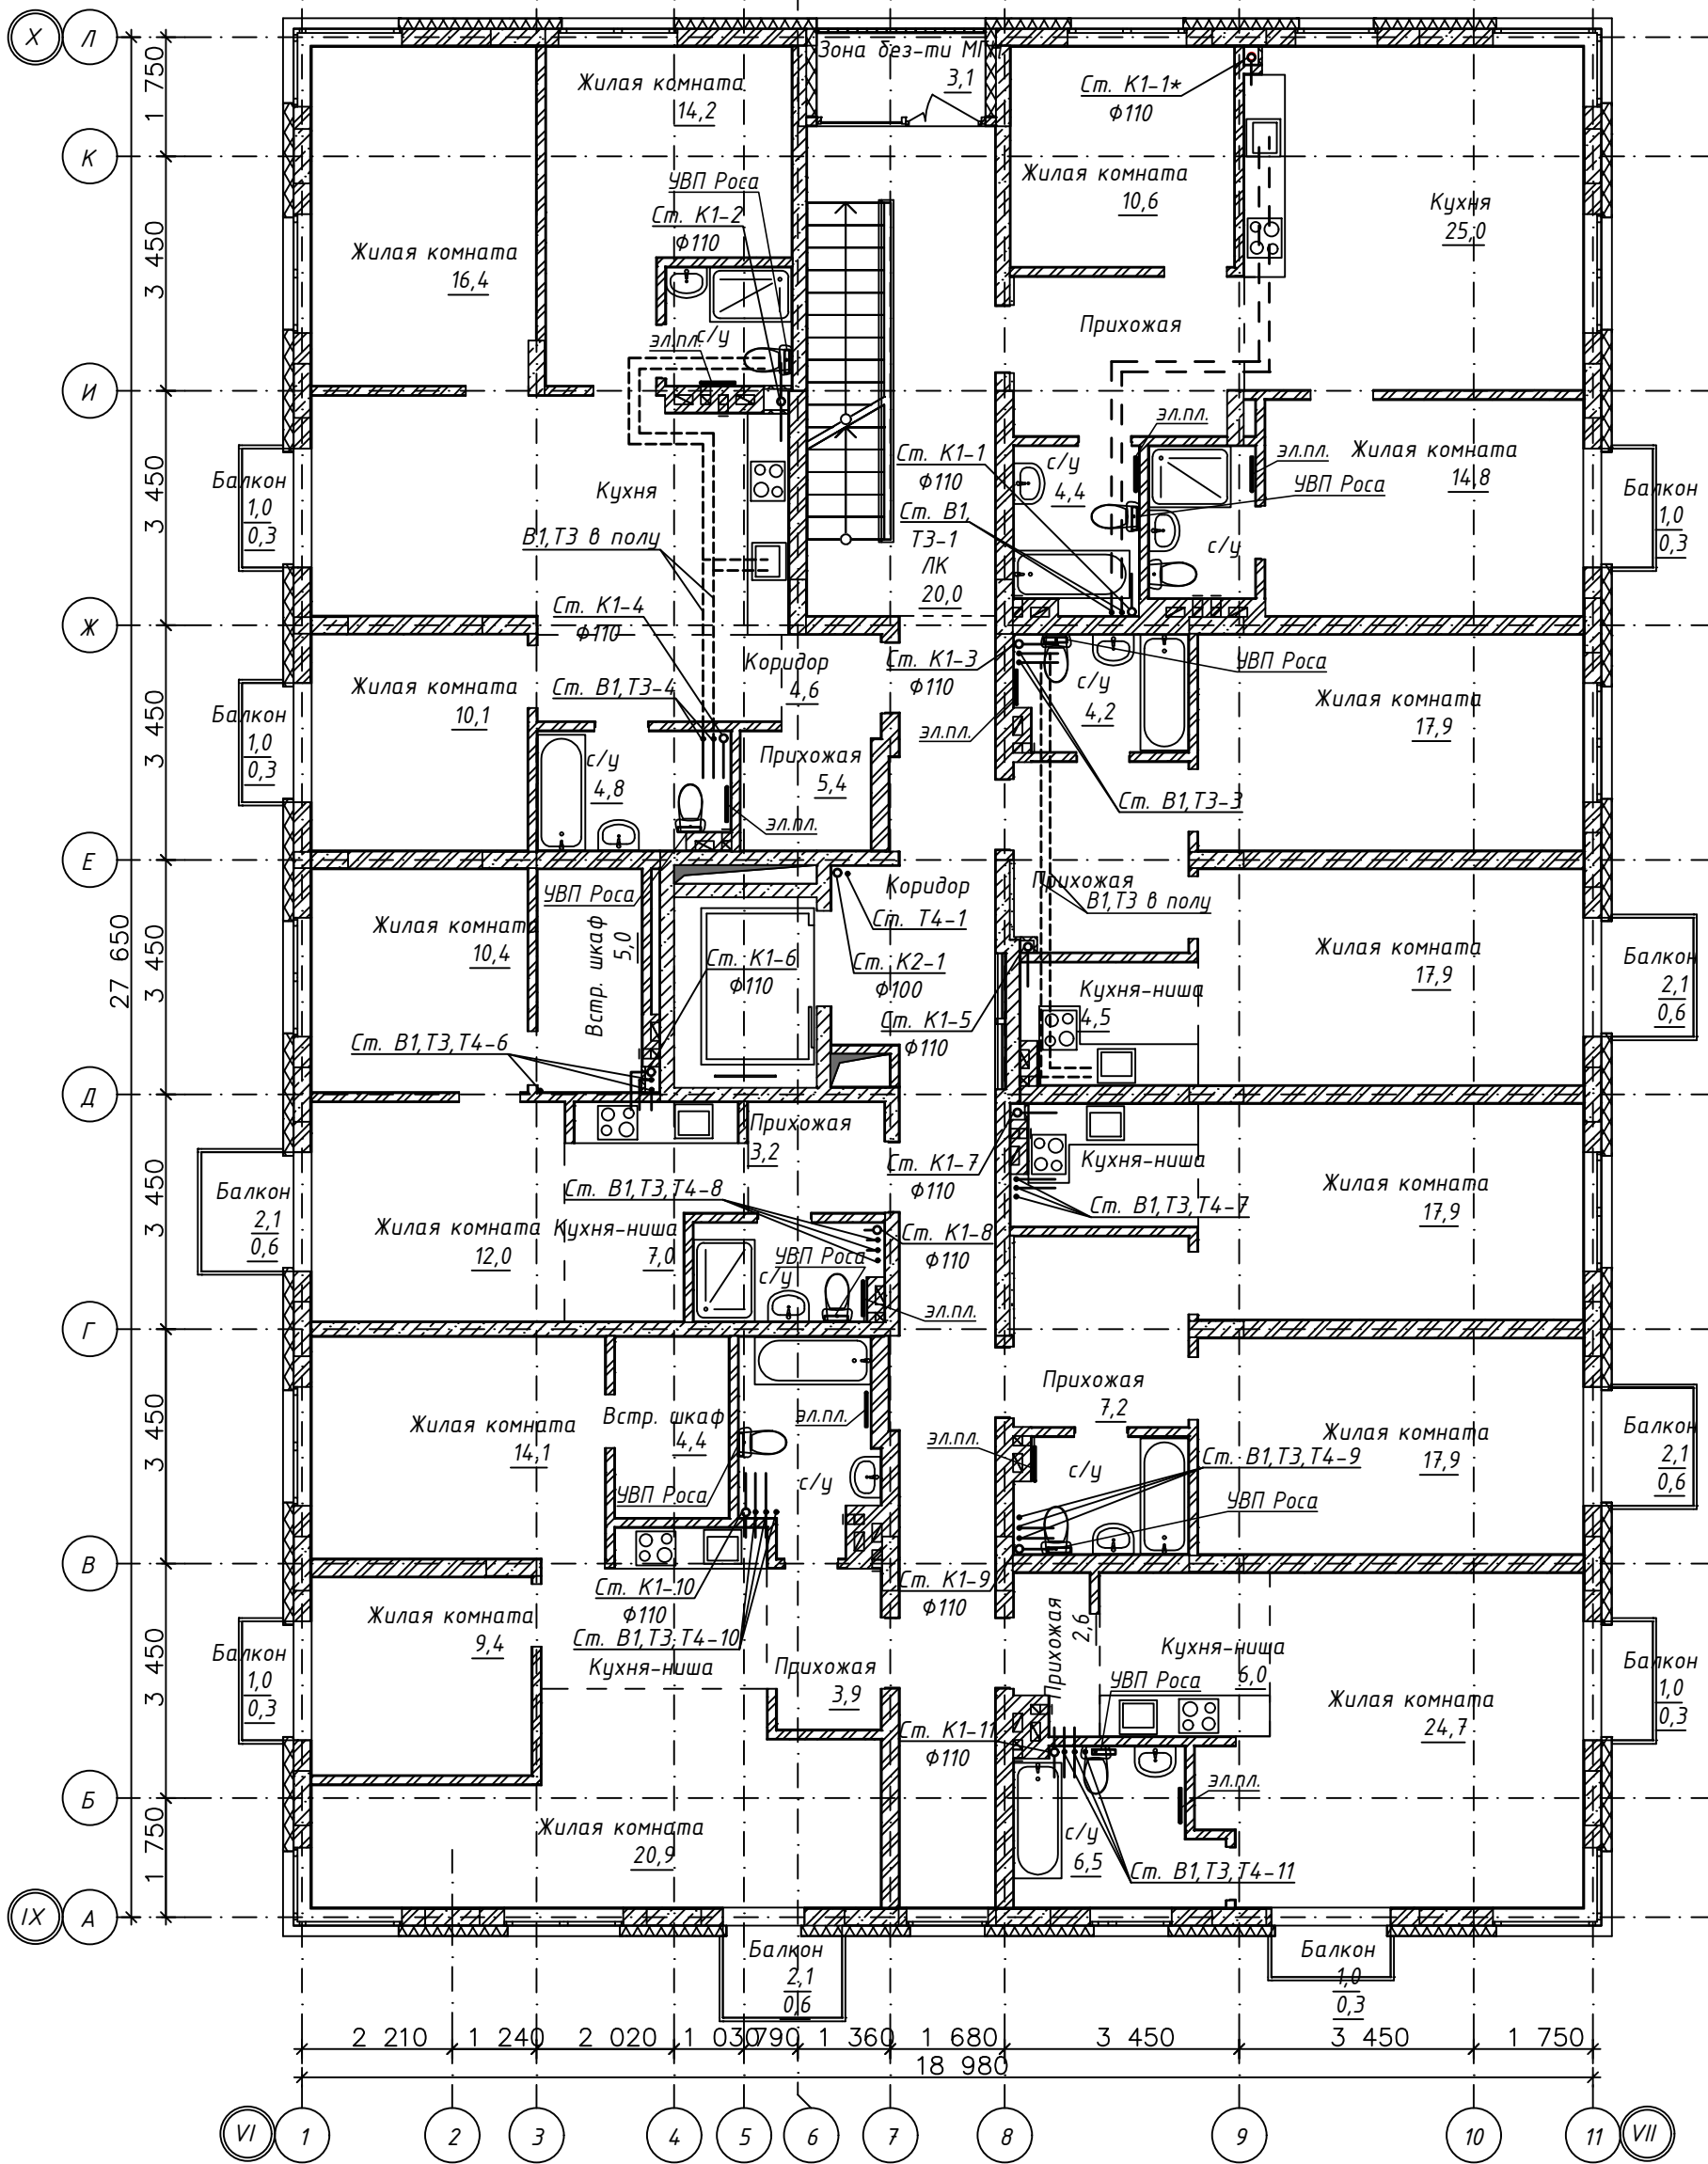 X
Л
1 750
Зона без-ти МГН
3,1
Жилая комната
14,2
Ст. К1-1*
Ф110
К
УВП Роса
Ст. К1-2
Ф110
Жилая комната
10,6
Кухня
25,0
3 450
Жилая комната
16,4
с/у
эл.пл.
Прихожая
И
эл.пл.
3 450
Балкон
1,0
0,3
Кухня
Ст. К1-1
Ф110
с/у
4,4
Жилая комната
14,8
эл.пл.
УВП Роса
Балкон
1,0
0,3
В1,Т3 в полу
Ст. В1,
Т3-1
ЛК
20,0
с/у
Ст. К1-4
Ф110
Ж
3 450
Балкон
1,0
0,3
Жилая комната
10,1
Ст. В1,Т3-4
Коридор
4,6
Ст. К1-3
Ф110
УВП Роса
с/у
4,2
Жилая комната
17,9
эл.пл.
с/у
4,8
Прихожая
5,4
эл.пл.
Ст. В1,Т3-3
Е
27 650
3 450
УВП Роса
Коридор
Ст. Т4-1
Прихожая
В1,Т3 в полу
Жилая комната
10,4
Встр. шкаф
5,0
Ст. К1-6
Ф110
Ст. К2-1
Ф100
Жилая комната
17,9
Балкон
2,1
0,6
Ст. К1-5
Ф110
Кухня-ниша
4,5
Ст. В1,Т3,Т4-6
Д
3 450
Прихожая
3,2
Ст. К1-7
Ф110
Кухня-ниша
Балкон
2,1
0,6
Ст. В1,Т3,Т4-8
Ст. В1,Т3,Т4-7
Жилая комната
17,9
Жилая комната
12,0
Кухня-ниша
7,0
УВП Роса
с/у
Ст. К1-8
Ф110
эл.пл.
Г
3 450
Прихожая
7,2
Жилая комната
14,1
Встр. шкаф
4,4
эл.пл.
эл.пл.
с/у
Ст. В1,Т3,Т4-9
Жилая комната
17,9
Балкон
2,1
0,6
УВП Роса
с/у
УВП Роса
В
3 450
Ст. К1-10
Ф110
Ст. К1-9
Ф110
Жилая комната
9,4
Ст. В1,Т3,Т4-10
Прихожая
2,6
Балкон
1,0
0,3
Кухня-ниша
Прихожая
3,9
Кухня-ниша
6,0
УВП Роса
Жилая комната
24,7
Балкон
1,0
0,3
Ст. К1-11
Ф110
эл.пл.
Б
1 750
Жилая комната
20,9
с/у
6,5
Ст. В1,Т3,Т4-11
IX
А
Балкон
2,1
0,6
Балкон
1,0
0,3
2 210
1 240
2 020
1 030
790
1 360
1 680
3 450
3 450
1 750
18 980
VI
1
2
3
4
5
6
7
8
9
10
11
VII